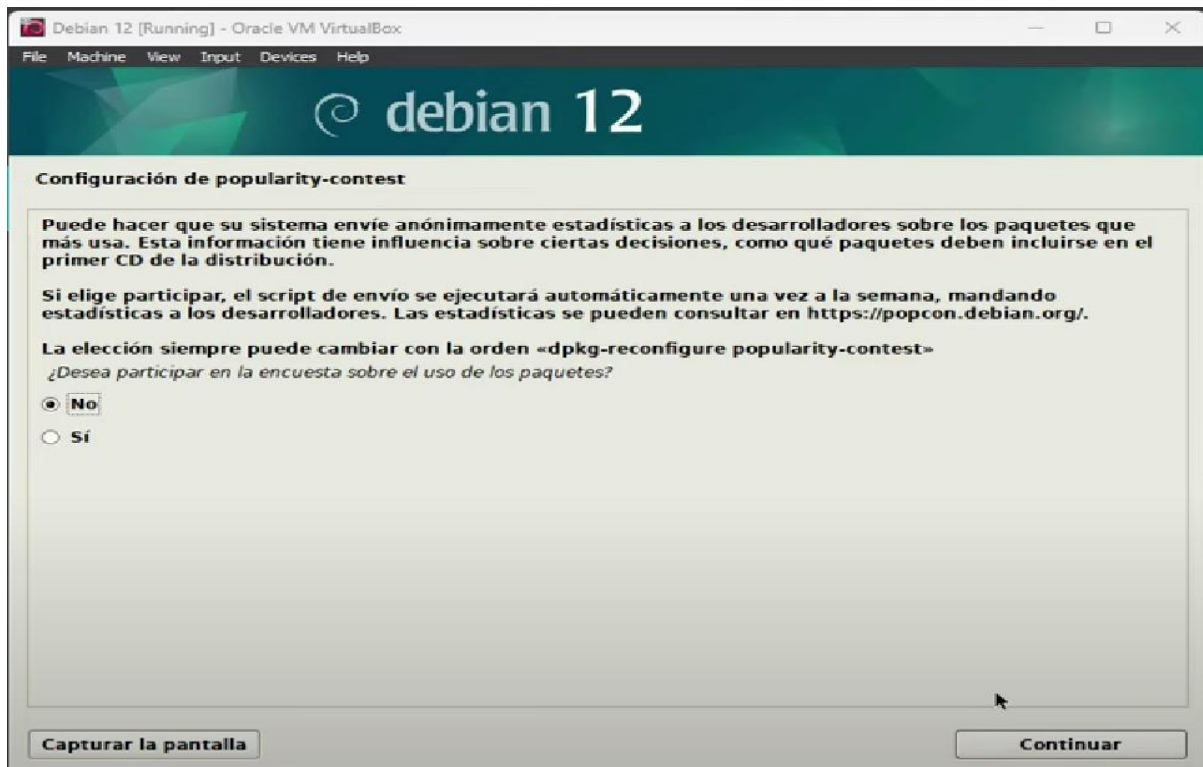 Debian 12 [Running] - Oracle VM VirtualBox
File Machine View Input Devices Help
debian 12
Configuración de popularity-contest
Puede hacer que su sistema envíe anónimamente estadísticas a los desarrolladores sobre los paquetes que
más usa. Esta información tiene influencia sobre ciertas decisiones, como qué paquetes deben incluirse en el
primer CD de la distribución.
Si elige participar, el script de envío se ejecutará automáticamente una vez a la semana, mandando
estadísticas a los desarrolladores. Las estadísticas se pueden consultar en https://popcon.debian.org/.
La elección siempre puede cambiar con la orden «dpkg-reconfigure popularity-contest»
¿Desea participar en la encuesta sobre el uso de los paquetes?
No
Sí
Capturar la pantalla Continuar